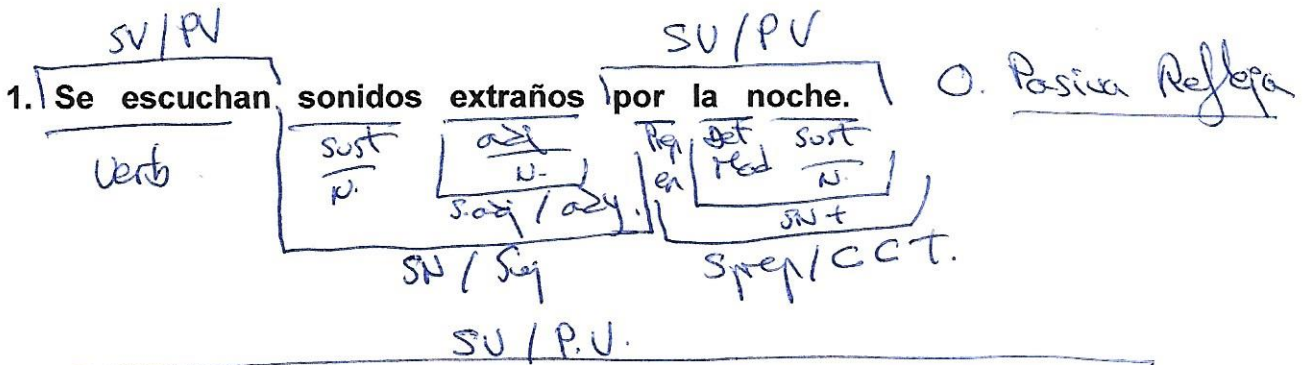 SV/PV SV/PV
1. Se escuchan sonidos extraños por la noche. O. Pasiva Refleja
Verb sust adj Prep Det sust
N. N. en Mod N.
S.adj / ady. SN t
SN / Suj Sprep / CCT.
SV / P.V.